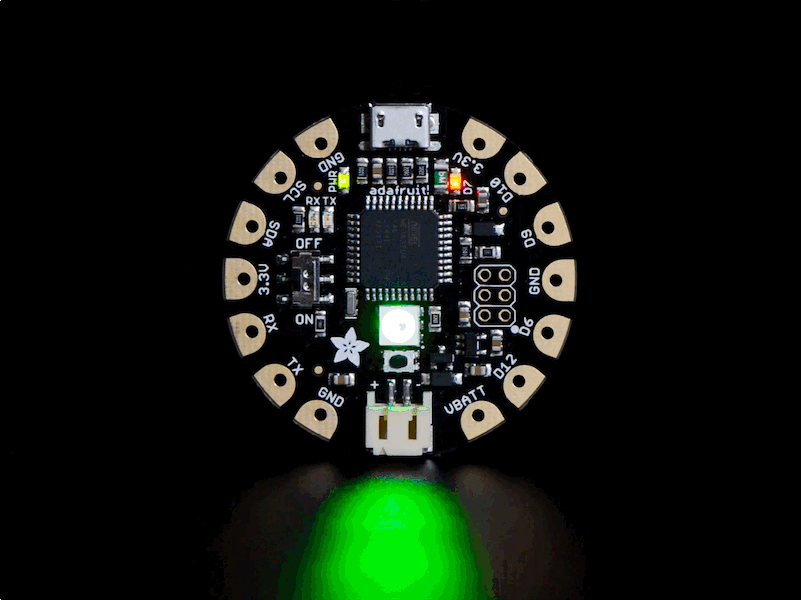 GND
3.3V
SCL
PWR
adafruit!
D7
D10
RX TX
SDA
OFF
D9
3.3V
GND
ON
RX
D6
TX
D12
GND
+
VBATT